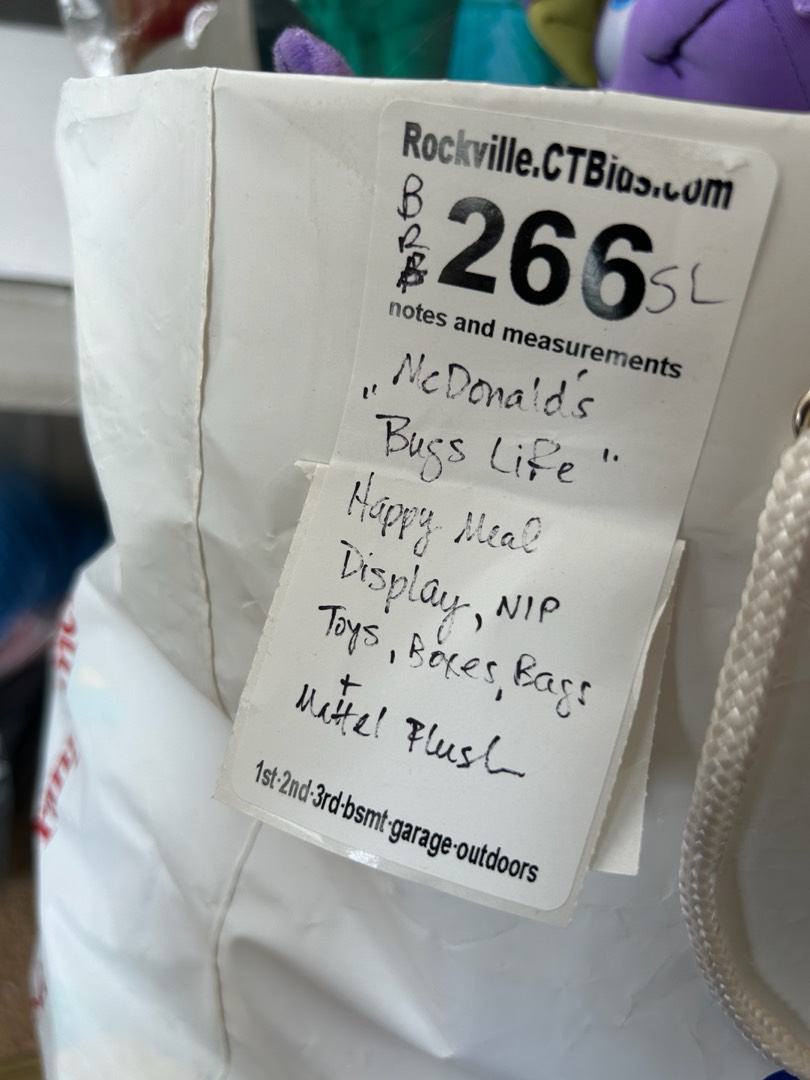 Rockville.CTBids.com
B
R
266 SL
notes and measurements
"McDonald's
Bugs Life"
Happy Meal
Display, NIP
Toys, Boxes, Bags
+
Mattel Plush
1st·2nd·3rd·bsmt·garage·outdoors